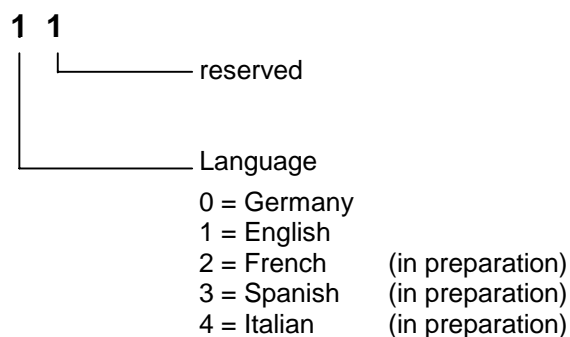 1 1
reserved
Language
0 = Germany
1 = English
2 = French (in preparation)
3 = Spanish (in preparation)
4 = Italian (in preparation)